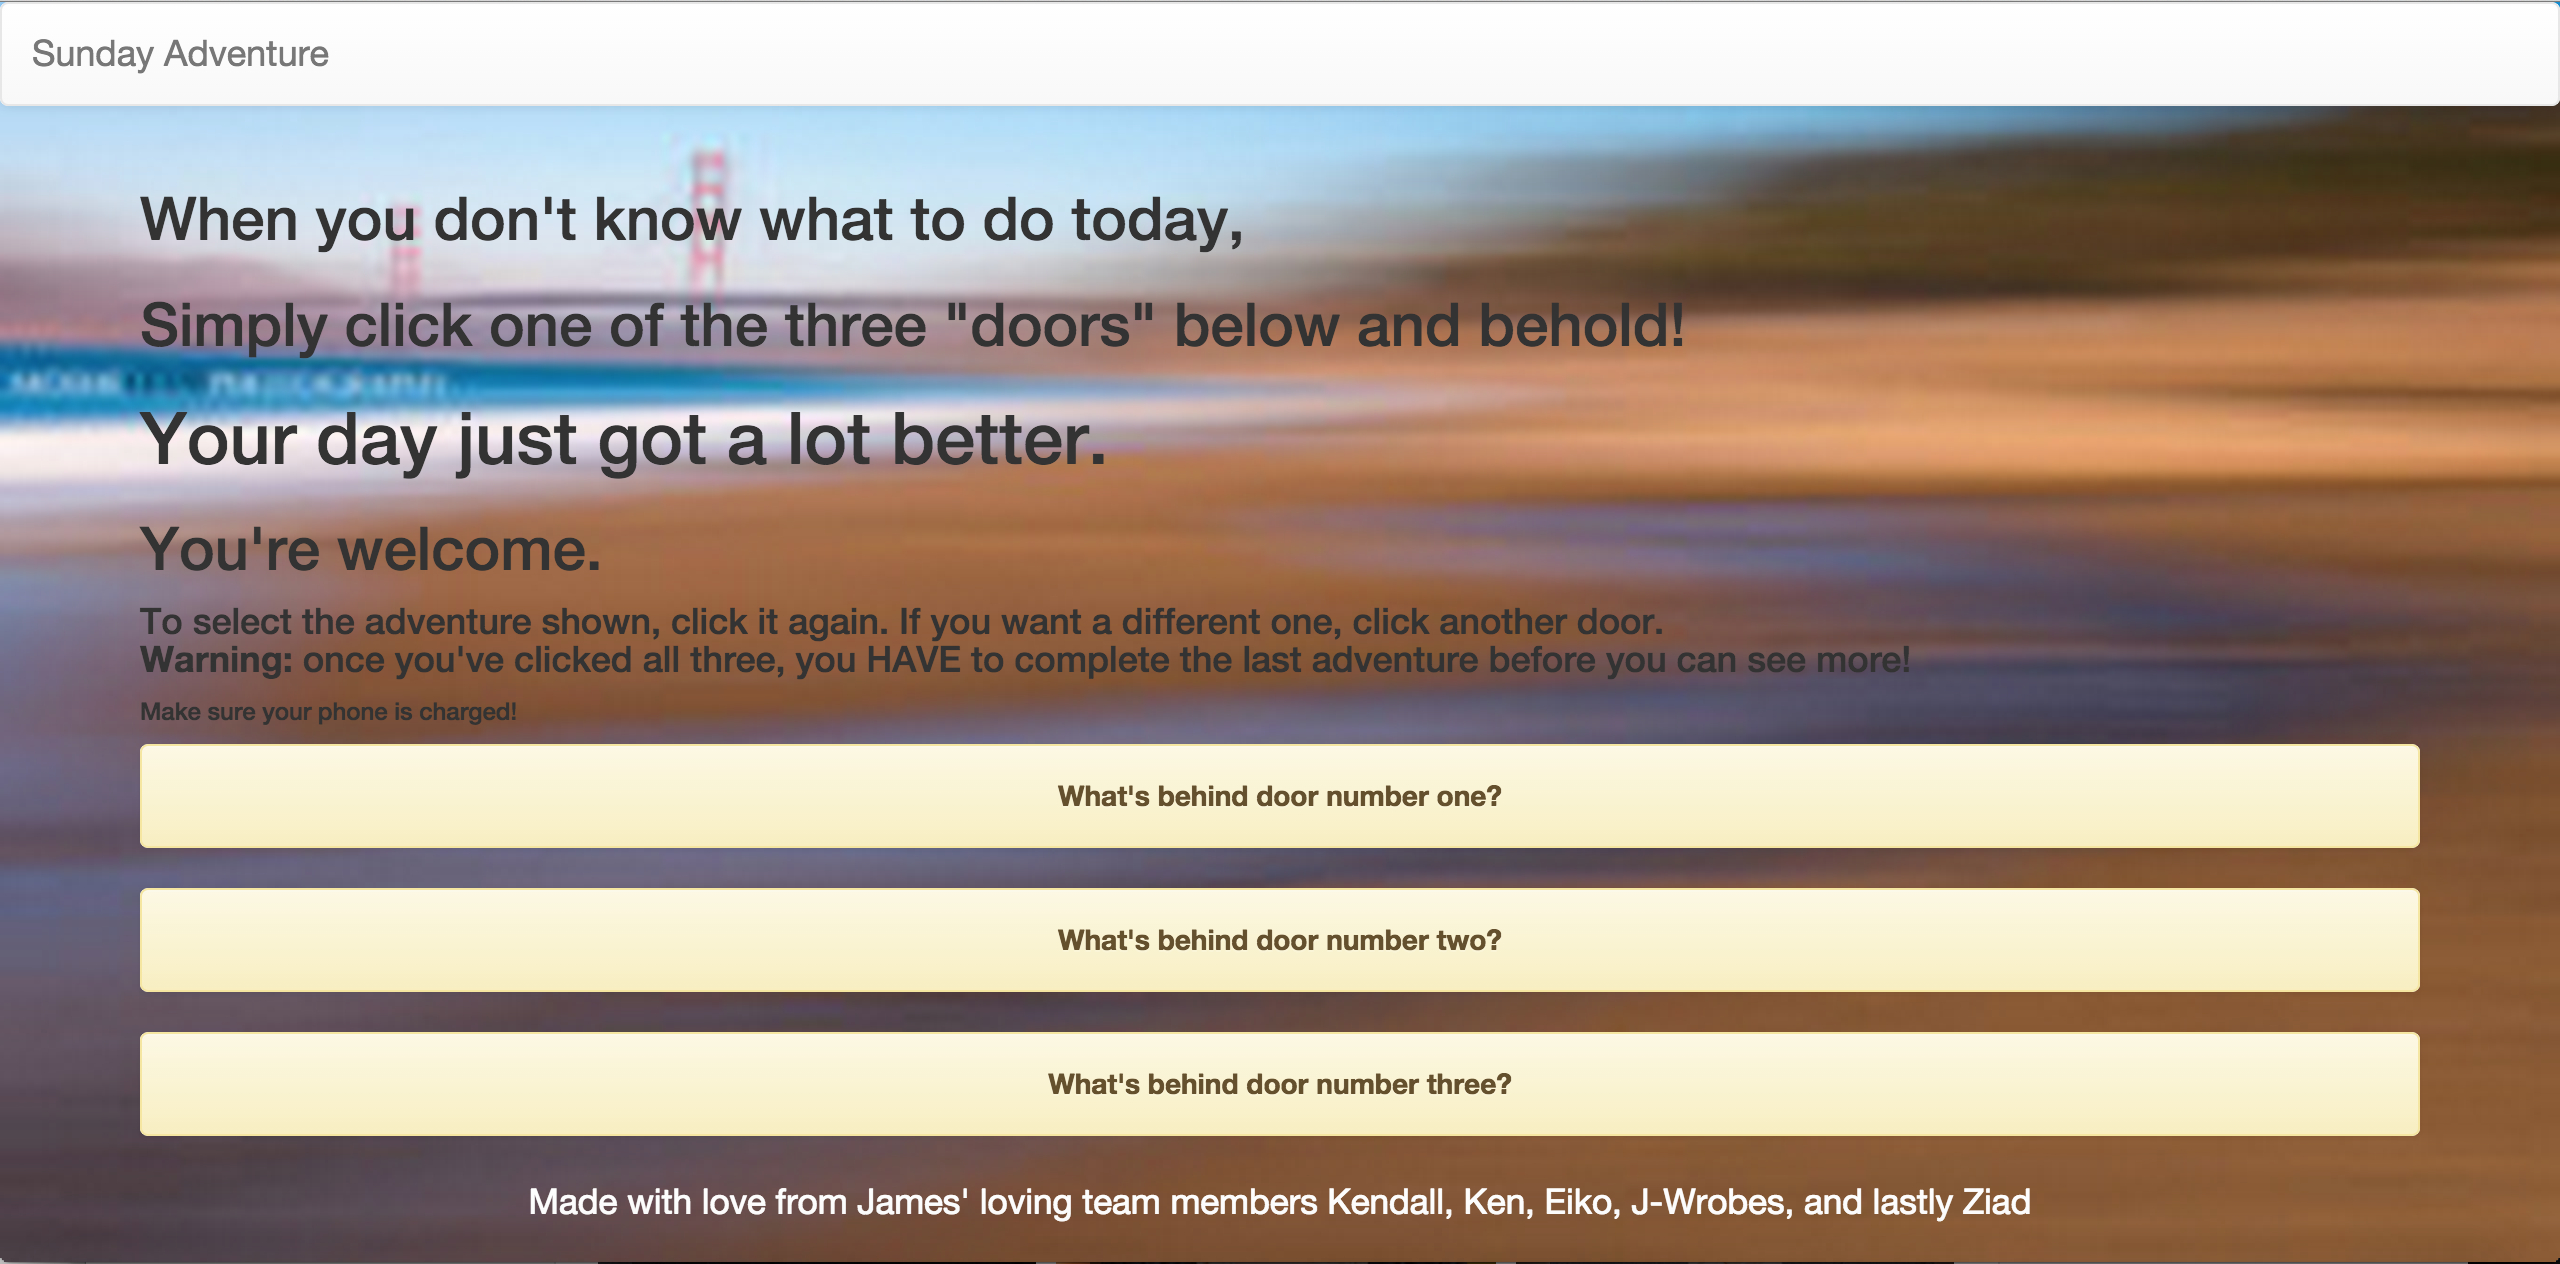 Sunday Adventure
When you don't know what to do today,
Simply click one of the three "doors" below and behold!
Your day just got a lot better.
You're welcome.
To select the adventure shown, click it again. If you want a different one, click another door.
Warning: once you've clicked all three, you HAVE to complete the last adventure before you can see more!
Make sure your phone is charged!
What's behind door number one?
What's behind door number two?
What's behind door number three?
Made with love from James' loving team members Kendall, Ken, Eiko, J-Wrobes, and lastly Ziad